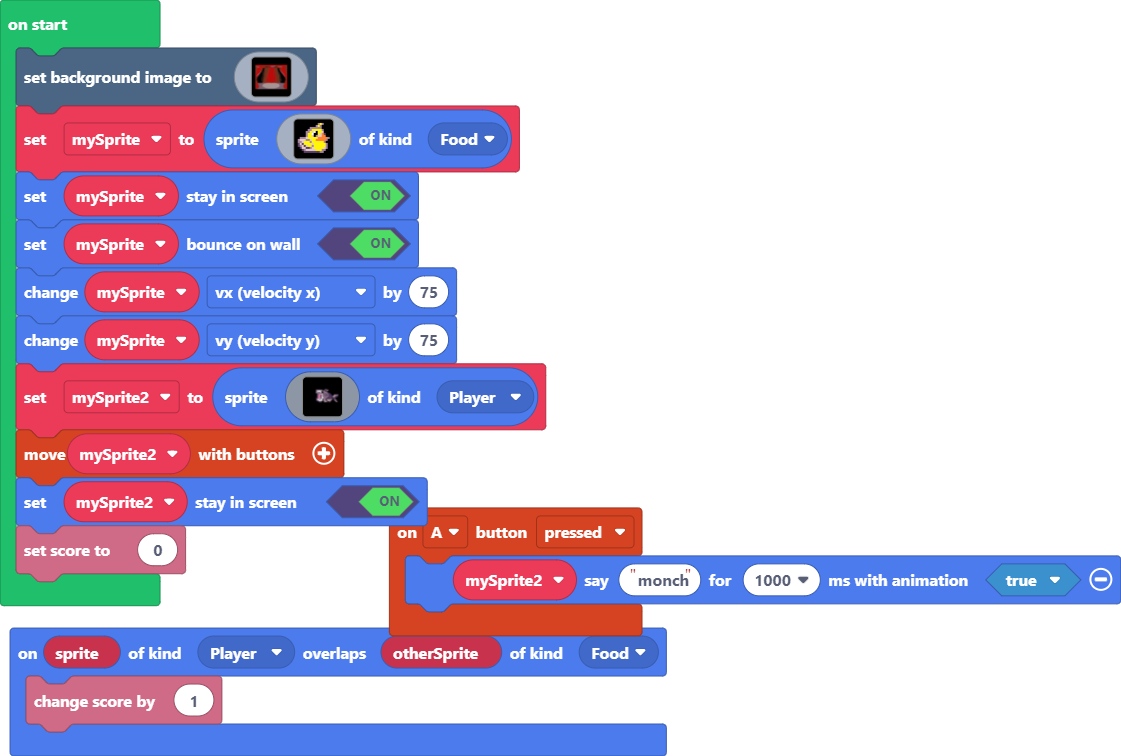 on start
set background image to
set mySprite to sprite of kind Food
set mySprite stay in screen ON
set mySprite bounce on wall ON
change mySprite vx (velocity x) by 75
change mySprite vy (velocity y) by 75
set mySprite2 to sprite of kind Player
move mySprite2 with buttons
set mySprite2 stay in screen ON
set score to 0
on A button pressed
mySprite2 say "monch" for 1000 ms with animation true
on sprite of kind Player overlaps otherSprite of kind Food
change score by 1